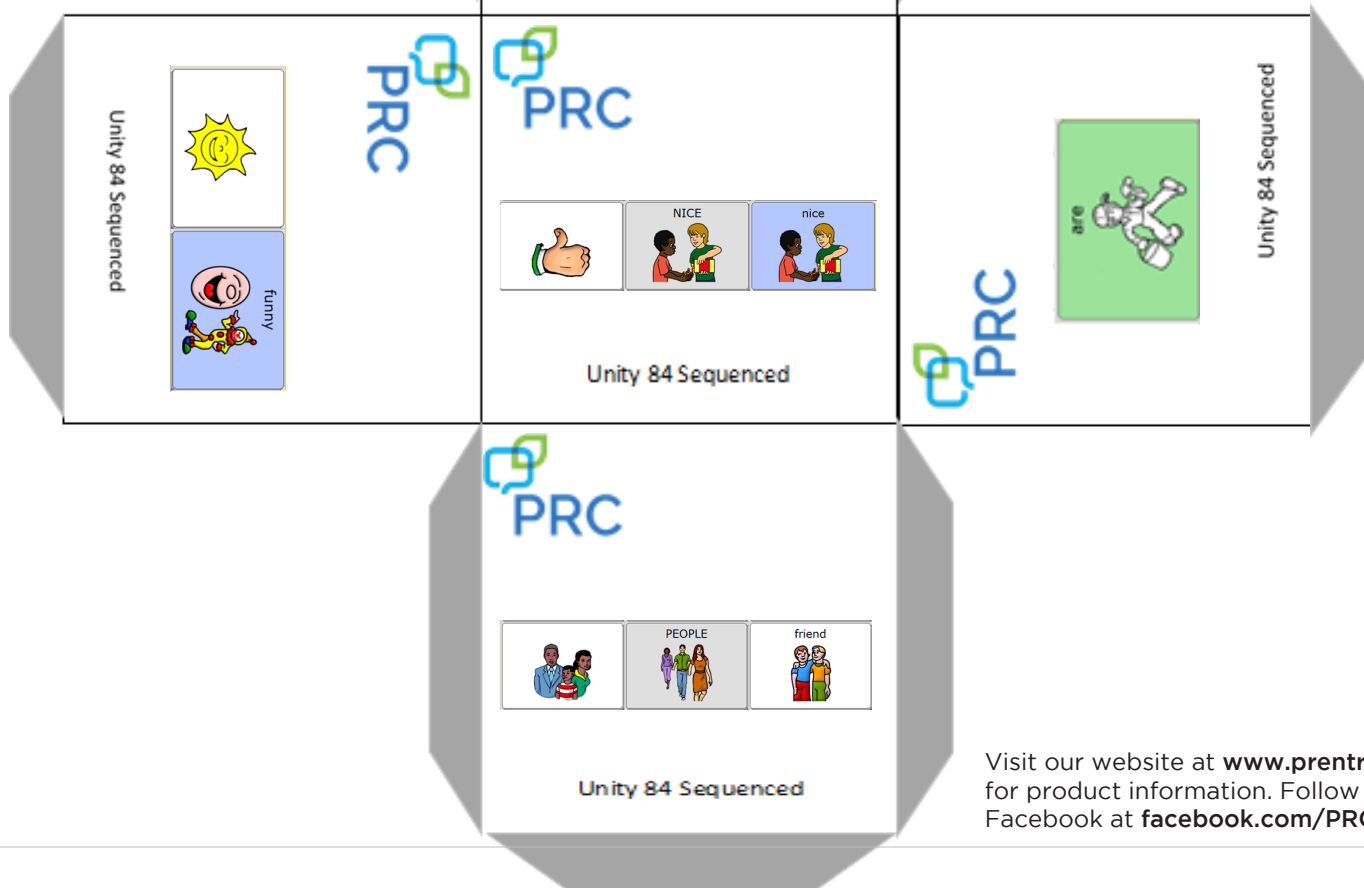 PRC
Unity 84 Sequenced
funny
PRC
NICE
nice
Unity 84 Sequenced
PRC
are
Unity 84 Sequenced
PRC
PEOPLE
friend
Unity 84 Sequenced
Visit our website at www.prentr
for product information. Follow
Facebook at facebook.com/PRC